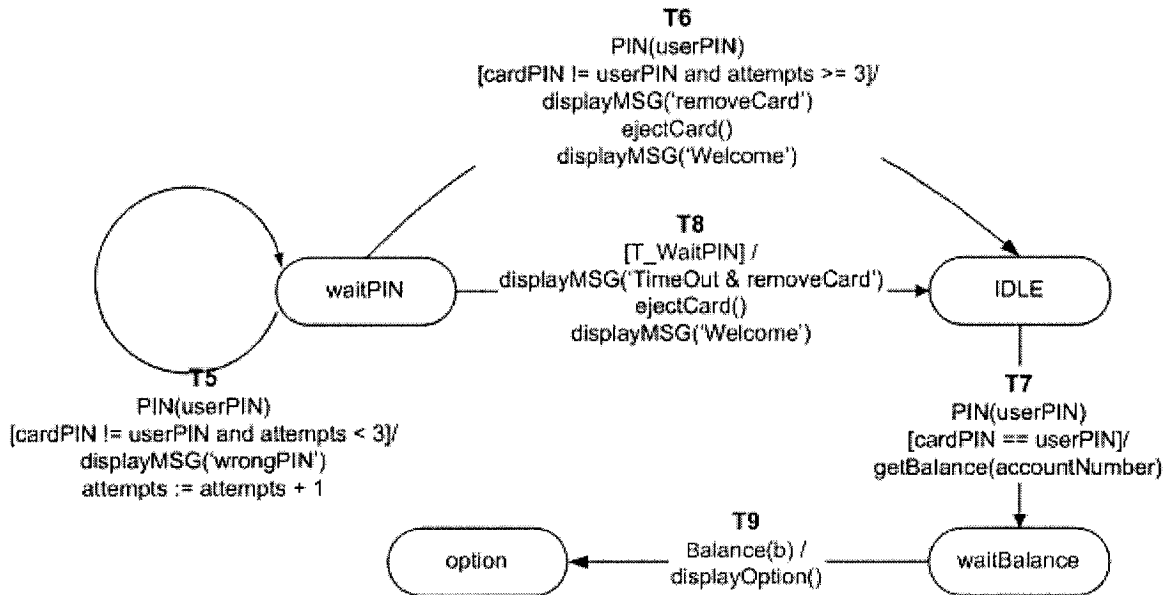 T6
PIN(userPIN)
[cardPIN != userPIN and attempts >= 3]/
displayMSG('removeCard')
ejectCard()
displayMSG('Welcome')
T8
[T_WaitPIN] /
displayMSG('TimeOut & removeCard')
ejectCard()
displayMSG('Welcome')
waitPIN
IDLE
T5
PIN(userPIN)
[cardPIN != userPIN and attempts < 3]/
displayMSG('wrongPIN')
attempts := attempts + 1
T7
PIN(userPIN)
[cardPIN == userPIN]/
getBalance(accountNumber)
T9
Balance(b) /
displayOption()
option
waitBalance